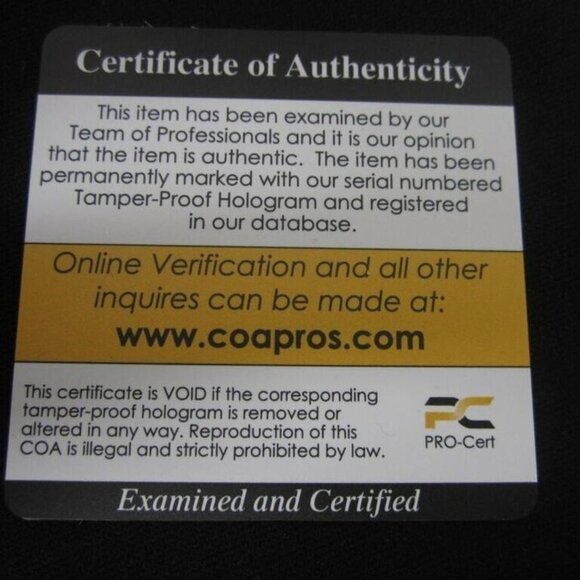 Certificate of Authenticity
This item has been examined by our
Team of Professionals and it is our opinion
that the item is authentic. The item has been
permanently marked with our serial numbered
Tamper-Proof Hologram and registered
in our database.
Online Verification and all other
inquires can be made at:
www.coapros.com
This certificate is VOID if the corresponding
tamper-proof hologram is removed or
altered in any way. Reproduction of this
COA is illegal and strictly prohibited by law.
PC
PRO-Cert
Examined and Certified